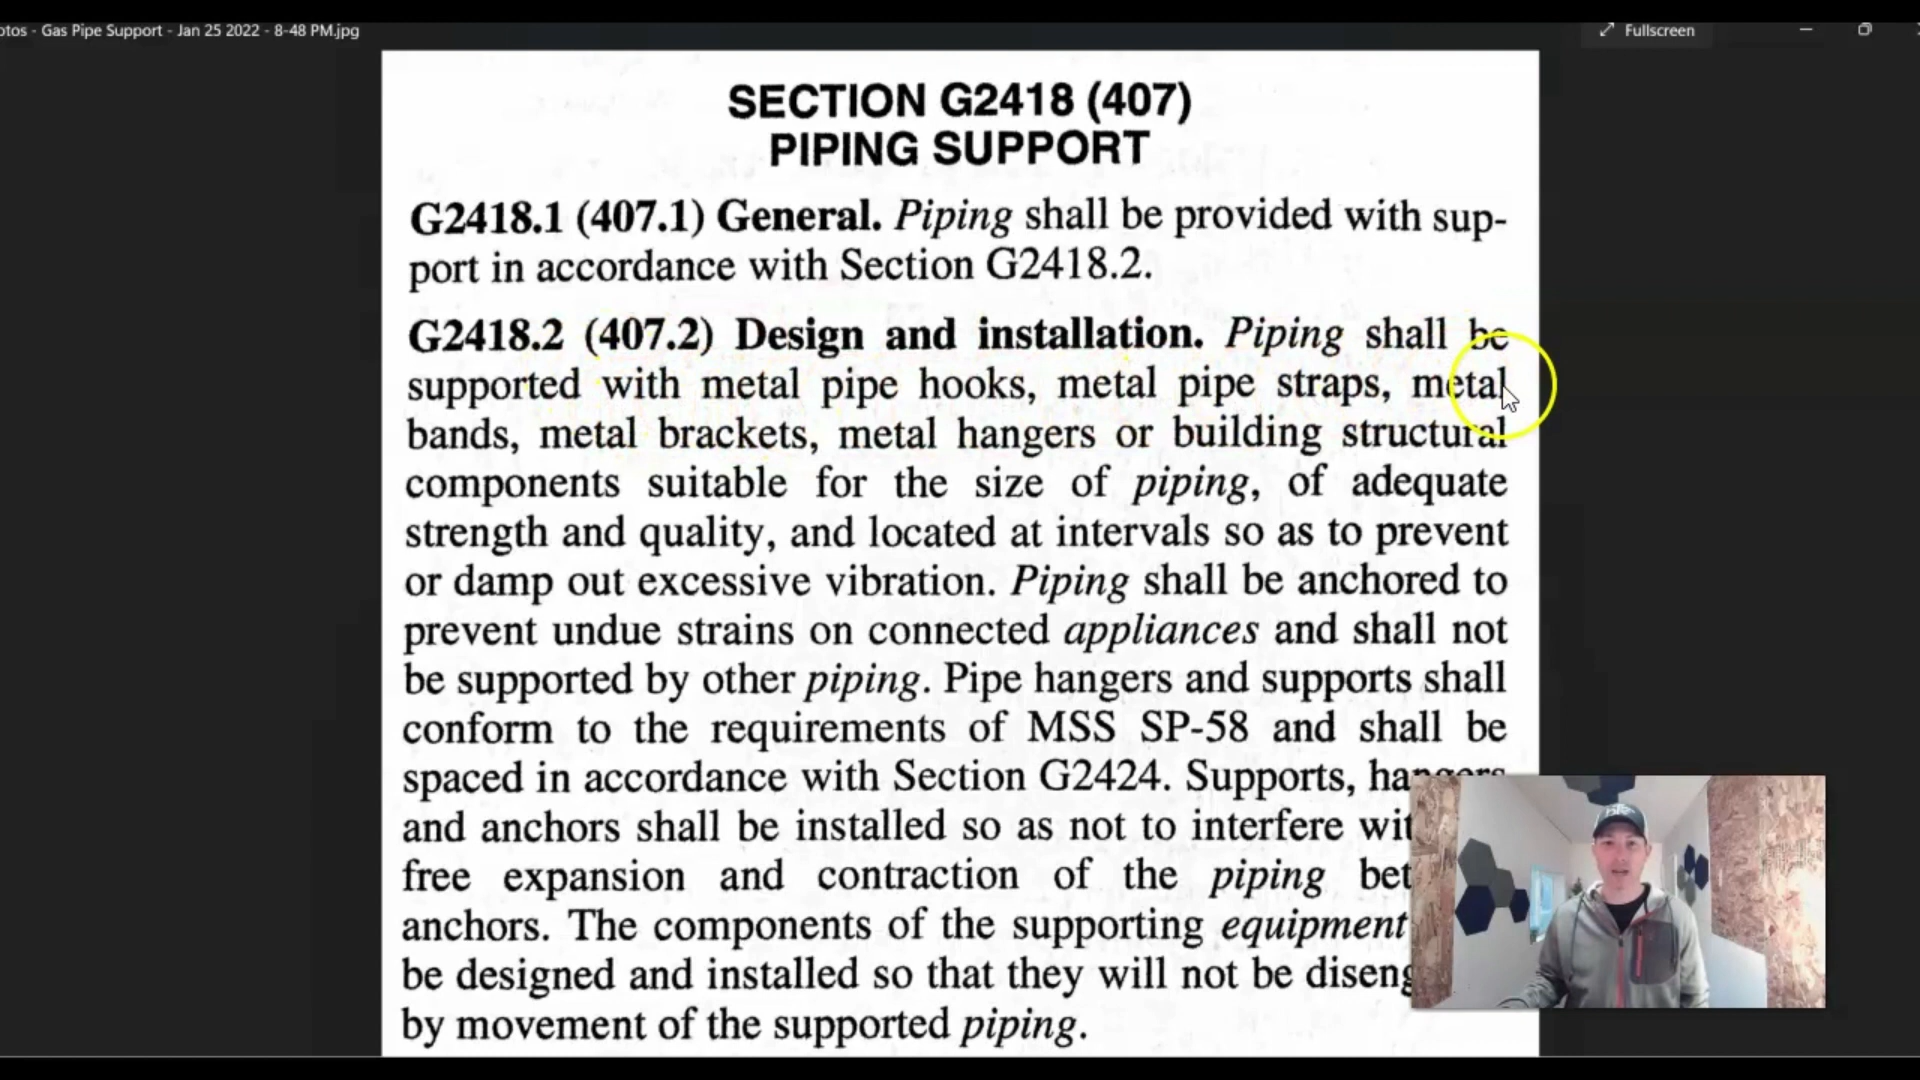 otos - Gas Pipe Support - Jan 25 2022 - 8-48 PM.jpg
Fullscreen
SECTION G2418 (407)
PIPING SUPPORT
G2418.1 (407.1) General. Piping shall be provided with sup-
port in accordance with Section G2418.2.
G2418.2 (407.2) Design and installation. Piping shall be
supported with metal pipe hooks, metal pipe straps, metal
bands, metal brackets, metal hangers or building structural
components suitable for the size of piping, of adequate
strength and quality, and located at intervals so as to prevent
or damp out excessive vibration. Piping shall be anchored to
prevent undue strains on connected appliances and shall not
be supported by other piping. Pipe hangers and supports shall
conform to the requirements of MSS SP-58 and shall be
spaced in accordance with Section G2424. Supports, hangers
and anchors shall be installed so as not to interfere wit
free expansion and contraction of the piping bet
anchors. The components of the supporting equipment
be designed and installed so that they will not be diseng
by movement of the supported piping.